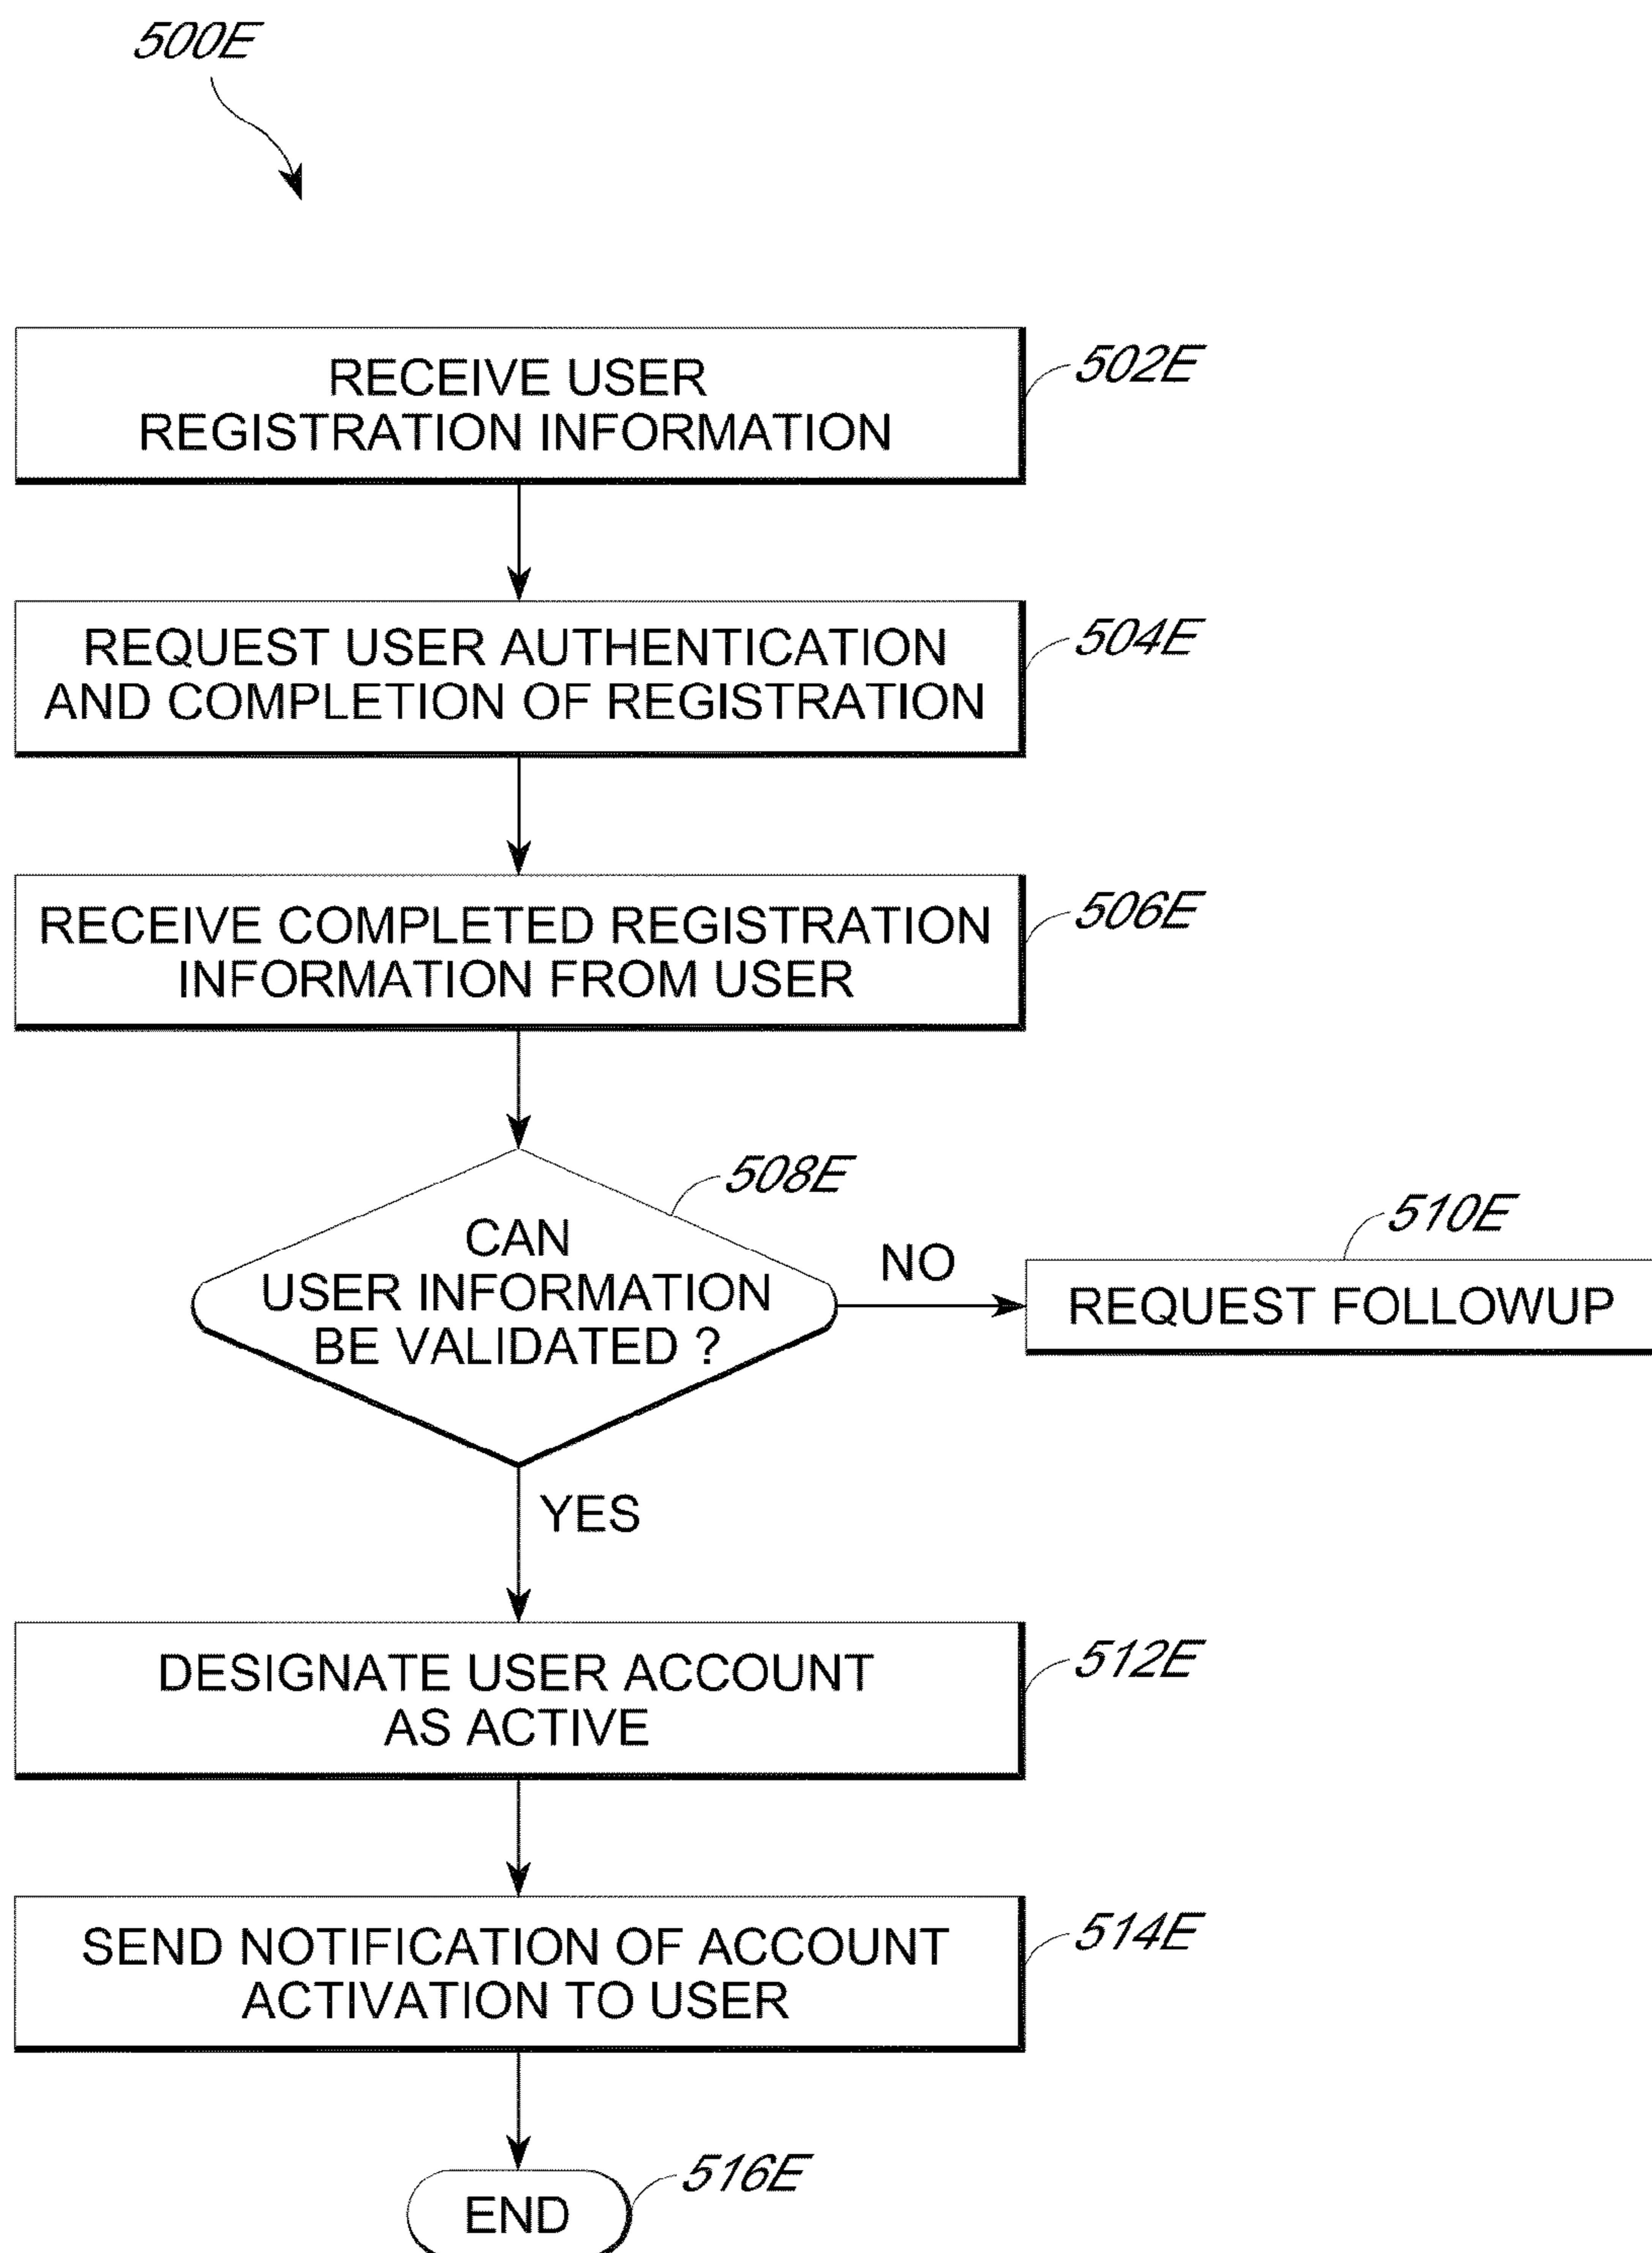 500E
RECEIVE USER
REGISTRATION INFORMATION
502E
REQUEST USER AUTHENTICATION
AND COMPLETION OF REGISTRATION
504E
RECEIVE COMPLETED REGISTRATION
INFORMATION FROM USER
506E
508E
CAN
USER INFORMATION
BE VALIDATED ?
NO
510E
REQUEST FOLLOWUP
YES
DESIGNATE USER ACCOUNT
AS ACTIVE
512E
SEND NOTIFICATION OF ACCOUNT
ACTIVATION TO USER
514E
END
516E